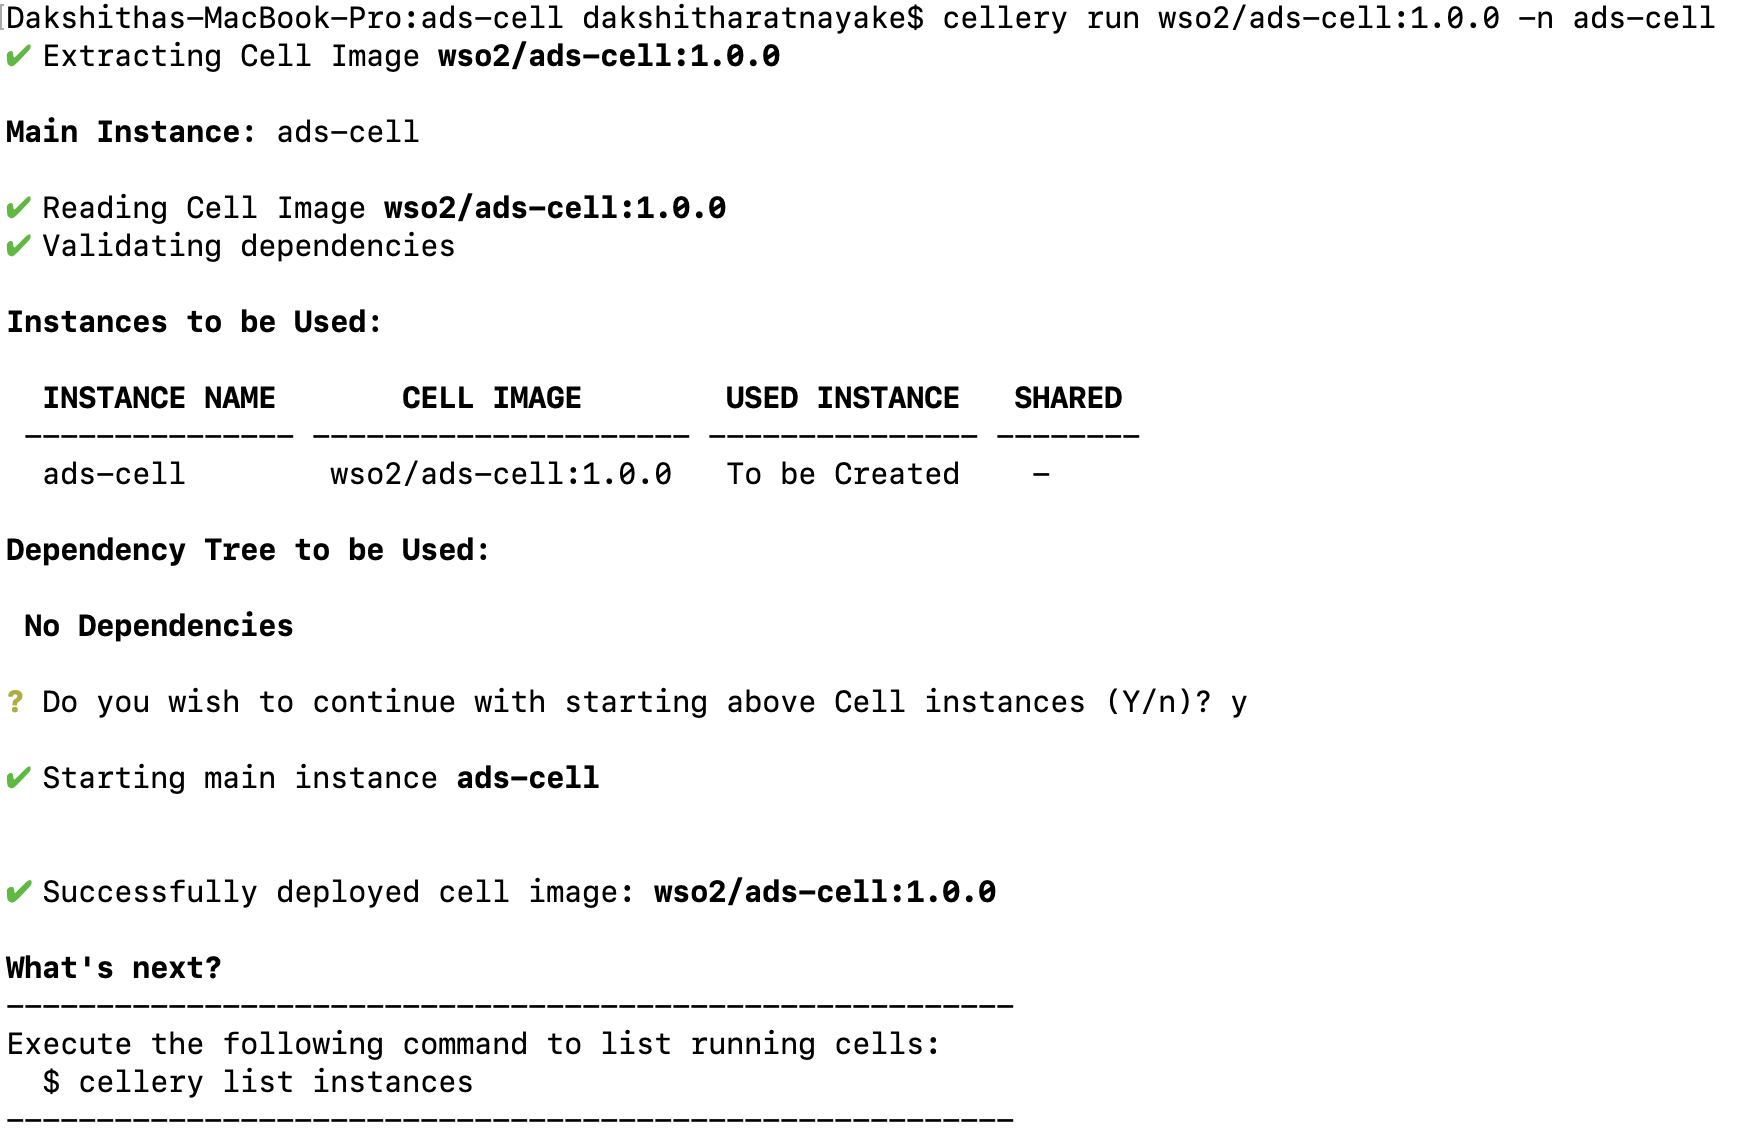 Dakshithas-MacBook-Pro:ads-cell dakshitharatnayake$ cellery run wso2/ads-cell:1.0.0 -n ads-cell
✔ Extracting Cell Image wso2/ads-cell:1.0.0
Main Instance: ads-cell
✔ Reading Cell Image wso2/ads-cell:1.0.0
✔ Validating dependencies
Instances to be Used:
INSTANCE NAME CELL IMAGE USED INSTANCE SHARED
--------------- --------------------- --------------- --------
ads-cell wso2/ads-cell:1.0.0 To be Created -
Dependency Tree to be Used:
No Dependencies
? Do you wish to continue with starting above Cell instances (Y/n)? y
✔ Starting main instance ads-cell
✔ Successfully deployed cell image: wso2/ads-cell:1.0.0
What's next?
--------------------------------------------------------
Execute the following command to list running cells:
$ cellery list instances
--------------------------------------------------------